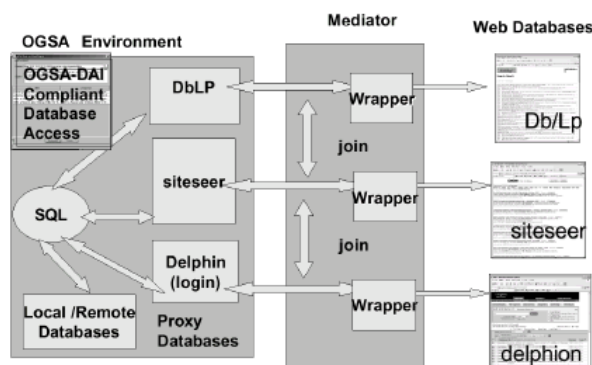 Mediator
Web Databases
OGSA Environment
OGSA-DAI
Compliant
Database
Access
DbLP
Wrapper
Db/Lp
join
siteseer
SQL
Wrapper
siteseer
join
Delphin
(login)
Wrapper
Local /Remote
Databases
Proxy
Databases
delphion